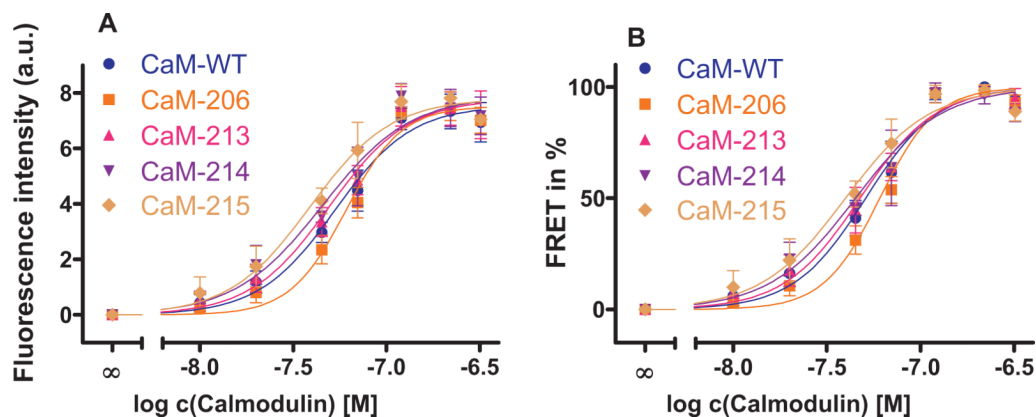 A
Fluorescence intensity (a.u.)
CaM-WT
CaM-206
CaM-213
CaM-214
CaM-215
8
6
4
2
0
∞
-8.0
-7.5
-7.0
-6.5
log c(Calmodulin) [M]
B
FRET in %
CaM-WT
CaM-206
CaM-213
CaM-214
CaM-215
100
50
0
∞
-8.0
-7.5
-7.0
-6.5
log c(Calmodulin) [M]